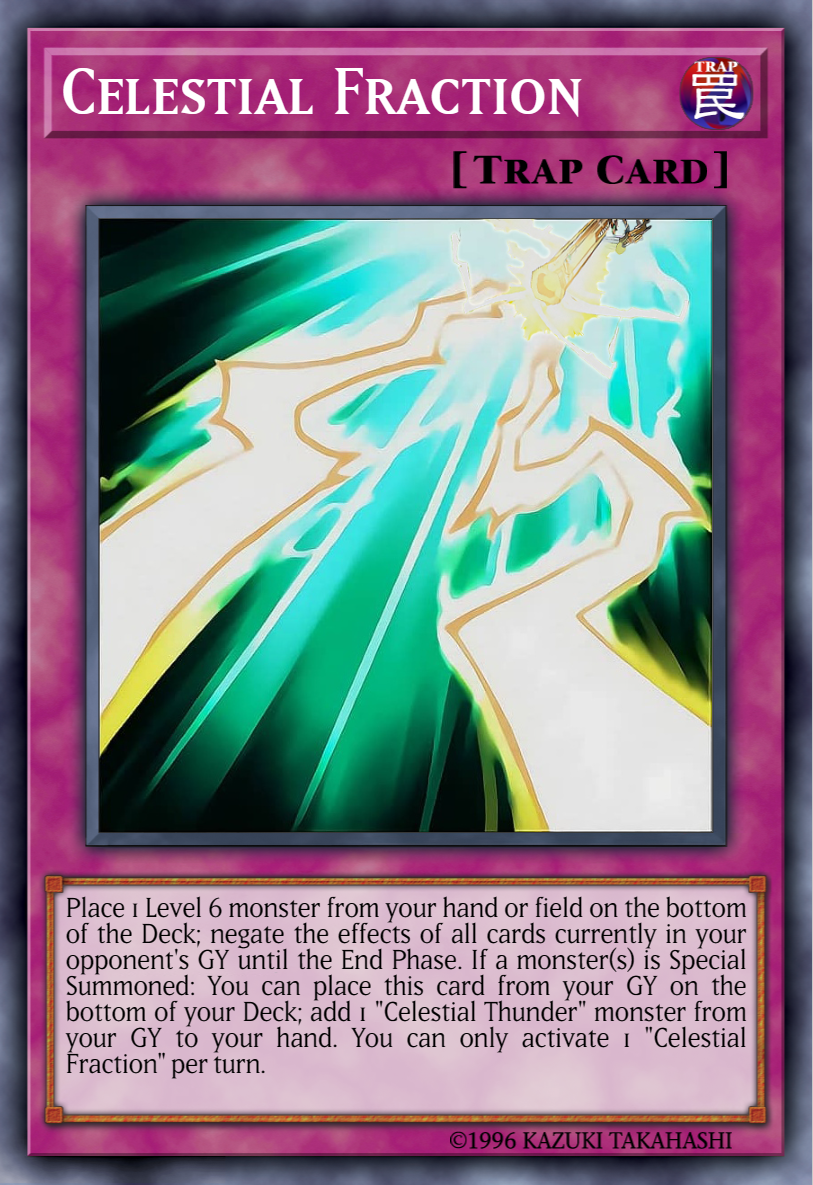 Celestial Fraction
TRAP
罠
[Trap Card]
Place 1 Level 6 monster from your hand or field on the bottom
of the Deck; negate the effects of all cards currently in your
opponent's GY until the End Phase. If a monster(s) is Special
Summoned: You can place this card from your GY on the
bottom of your Deck; add 1 "Celestial Thunder" monster from
your GY to your hand. You can only activate 1 "Celestial
Fraction" per turn.
©1996 KAZUKI TAKAHASHI